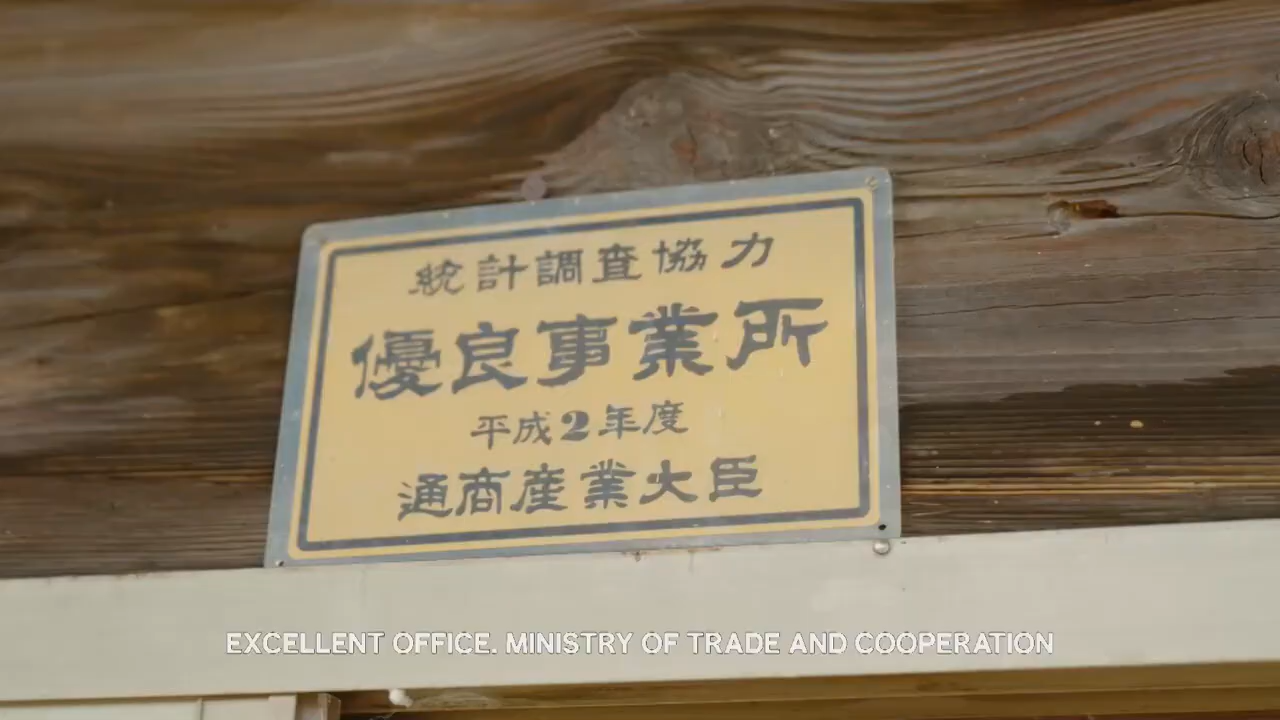 統計調査協力
優良事業所
平成2年度
通商産業大臣
EXCELLENT OFFICE. MINISTRY OF TRADE AND COOPERATION